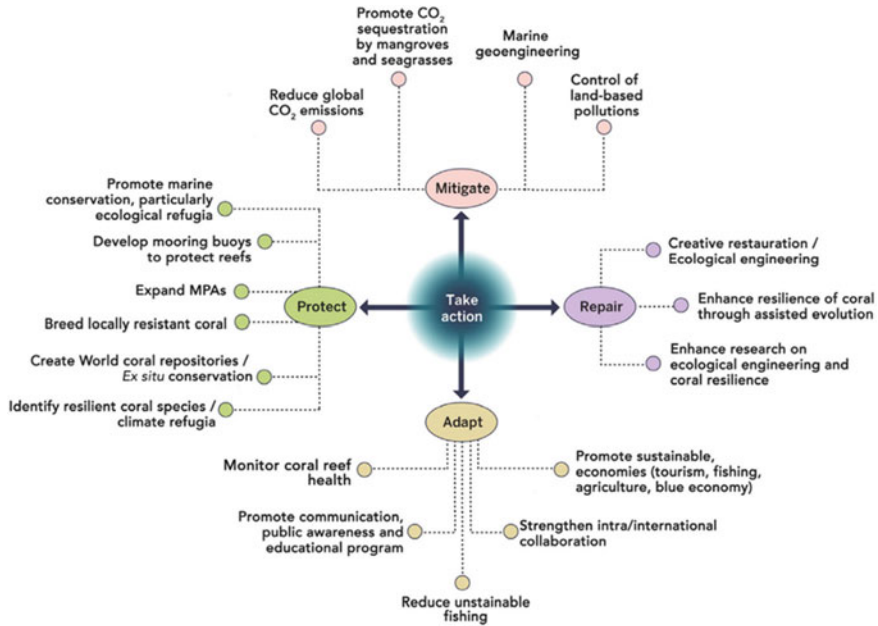 Promote CO₂
sequestration
by mangroves
and seagrasses
Marine
geoengineering
Reduce global
CO₂ emissions
Control of
land-based
pollutions
Mitigate
Promote marine
conservation, particularly
ecological refugia
Develop mooring buoys
to protect reefs
Expand MPAs
Breed locally resistant coral
Create World coral repositories /
Ex situ conservation
Identify resilient coral species /
climate refugia
Protect
Take
action
Repair
Creative restauration /
Ecological engineering
Enhance resilience of coral
through assisted evolution
Enhance research on
ecological engineering and
coral resilience
Adapt
Monitor coral reef
health
Promote sustainable,
economies (tourism, fishing,
agriculture, blue economy)
Promote communication,
public awareness and
educational program
Strengthen intra/international
collaboration
Reduce unstainable
fishing